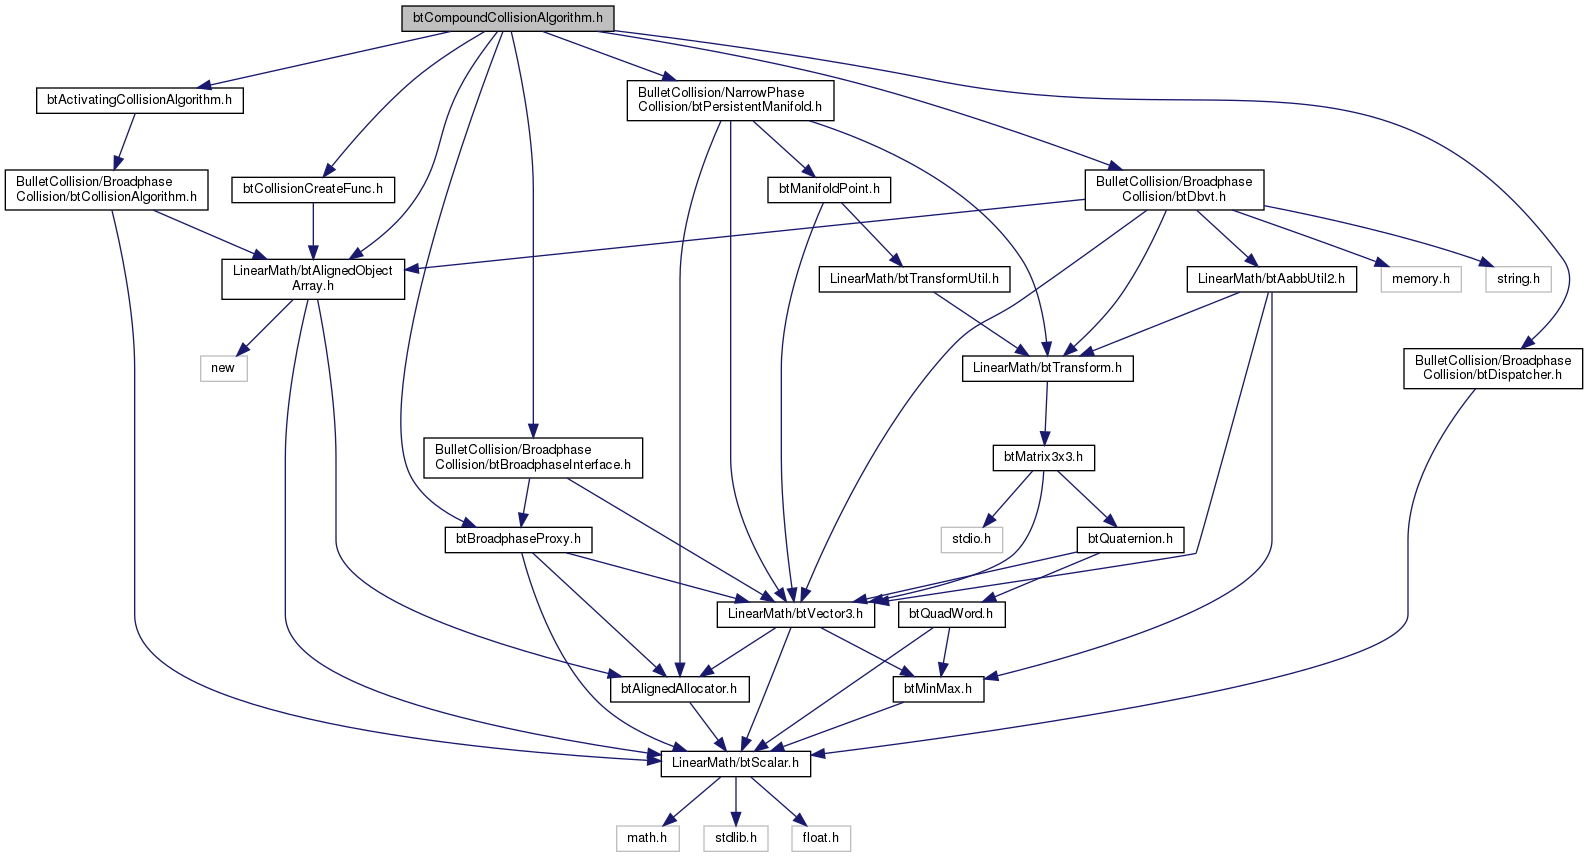 btCompoundCollisionAlgorithm.h
btActivatingCollisionAlgorithm.h
BulletCollision/NarrowPhase
Collision/btPersistentManifold.h
BulletCollision/Broadphase
Collision/btCollisionAlgorithm.h
btCollisionCreateFunc.h
btManifoldPoint.h
BulletCollision/Broadphase
Collision/btDbvt.h
LinearMath/btAlignedObject
Array.h
LinearMath/btTransformUtil.h
LinearMath/btAabbUtil2.h
memory.h
string.h
new
LinearMath/btTransform.h
BulletCollision/Broadphase
Collision/btDispatcher.h
BulletCollision/Broadphase
Collision/btBroadphaseInterface.h
btMatrix3x3.h
btBroadphaseProxy.h
stdio.h
btQuaternion.h
LinearMath/btVector3.h
btQuadWord.h
btAlignedAllocator.h
btMinMax.h
LinearMath/btScalar.h
math.h
stdlib.h
float.h